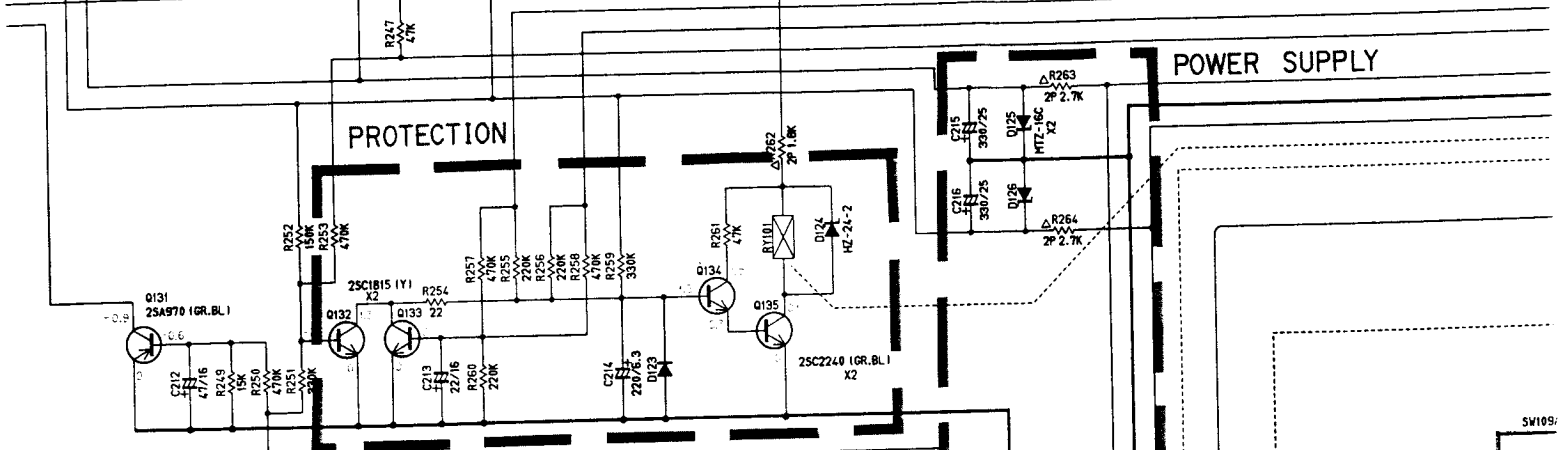 R247
47K
POWER SUPPLY
R263
2P 2.7K
PROTECTION
C215
330/25
D125
MTZ-16C
X2
2P 1.8K
C216
330/25
D126
R264
2P 2.7K
R252
150K
R253
470K
R257
470K
R255
220K
R256
220K
R258
470K
R259
330K
R261
47K
RY101
D124
HZ-24-2
Q131
2SA970 (GR.BL)
2SC1815 (Y)
X2
R254
22
Q132
Q133
Q134
Q135
-0.6
C212
47/16
R249
15K
R250
470K
R251
C213
22/16
R260
220K
C214
220/6.3
D123
2SC2240 (GR.BL)
X2